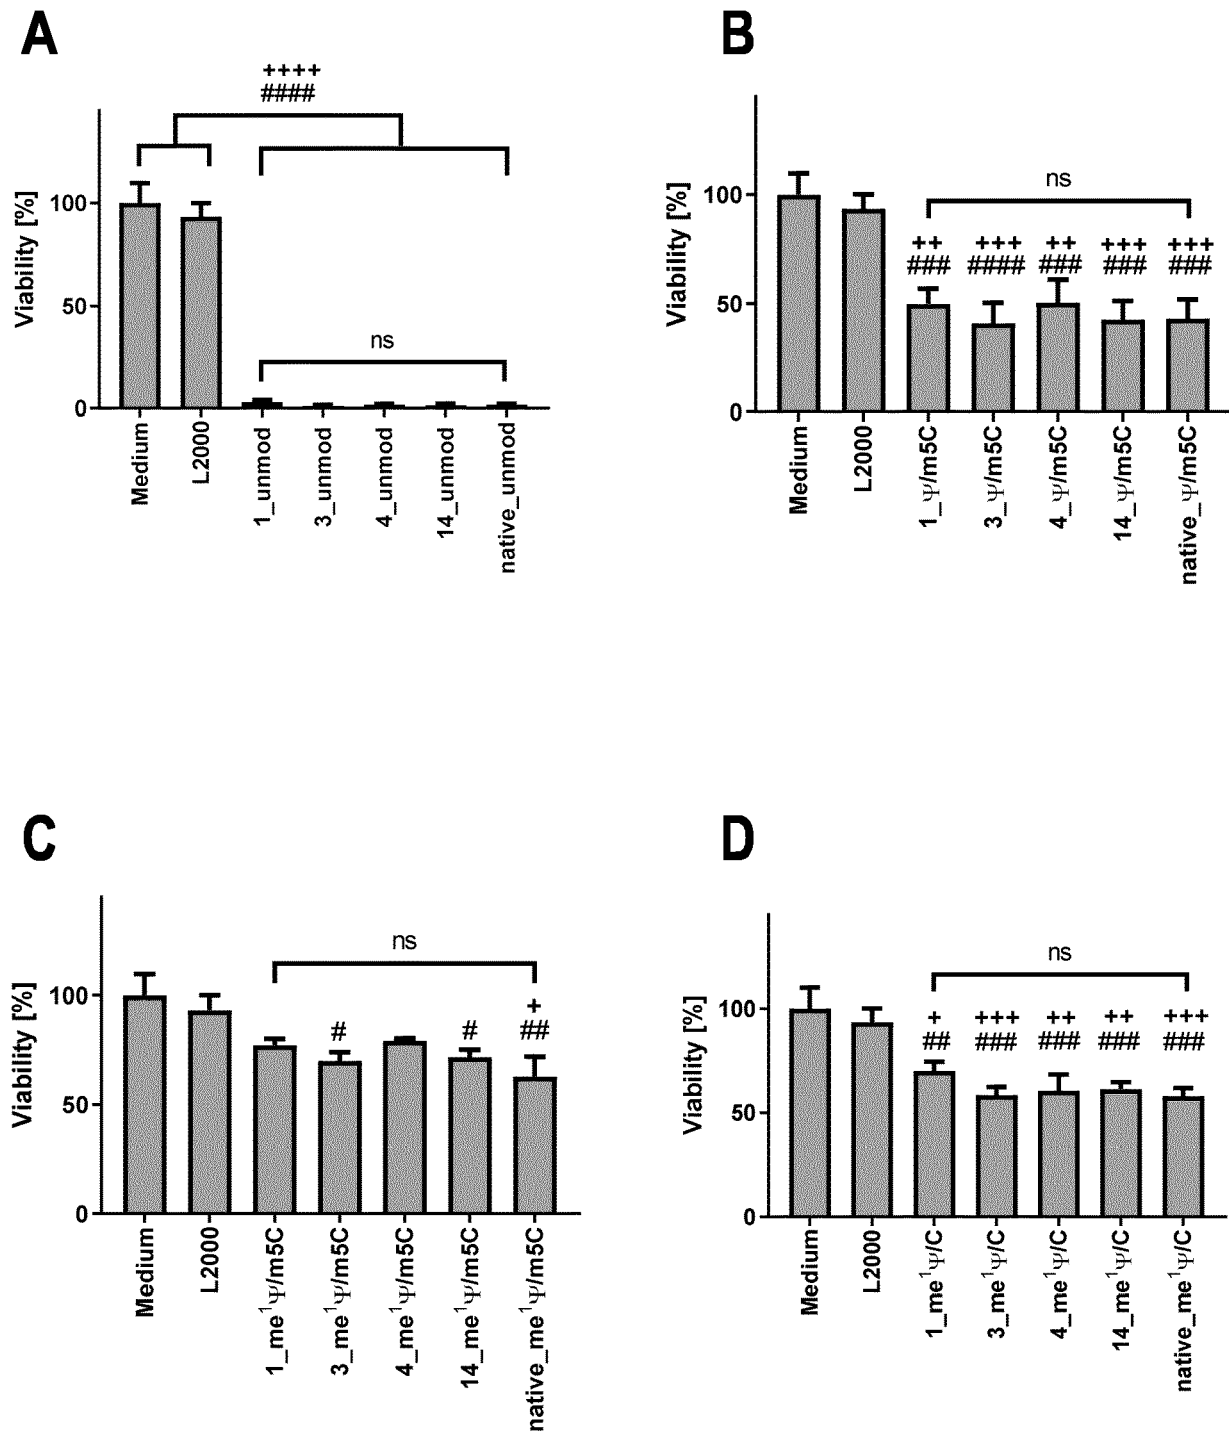 A
++++
####
Viability [%]
100
50
0
ns
Medium
L2000
1_unmod
3_unmod
4_unmod
14_unmod
native_unmod
B
Viability [%]
100
50
0
ns
++ +++ ++ +++ +++
### #### ### ### ###
Medium
L2000
1_Ψ/m5C
3_Ψ/m5C
4_Ψ/m5C
14_Ψ/m5C
native_Ψ/m5C
C
Viability [%]
100
50
0
ns
+
# # ##
Medium
L2000
1_me¹Ψ/m5C
3_me¹Ψ/m5C
4_me¹Ψ/m5C
14_me¹Ψ/m5C
native_me¹Ψ/m5C
D
Viability [%]
100
50
0
ns
+ +++ ++ ++ +++
## ### ### ### ###
Medium
L2000
1_me¹Ψ/C
3_me¹Ψ/C
4_me¹Ψ/C
14_me¹Ψ/C
native_me¹Ψ/C